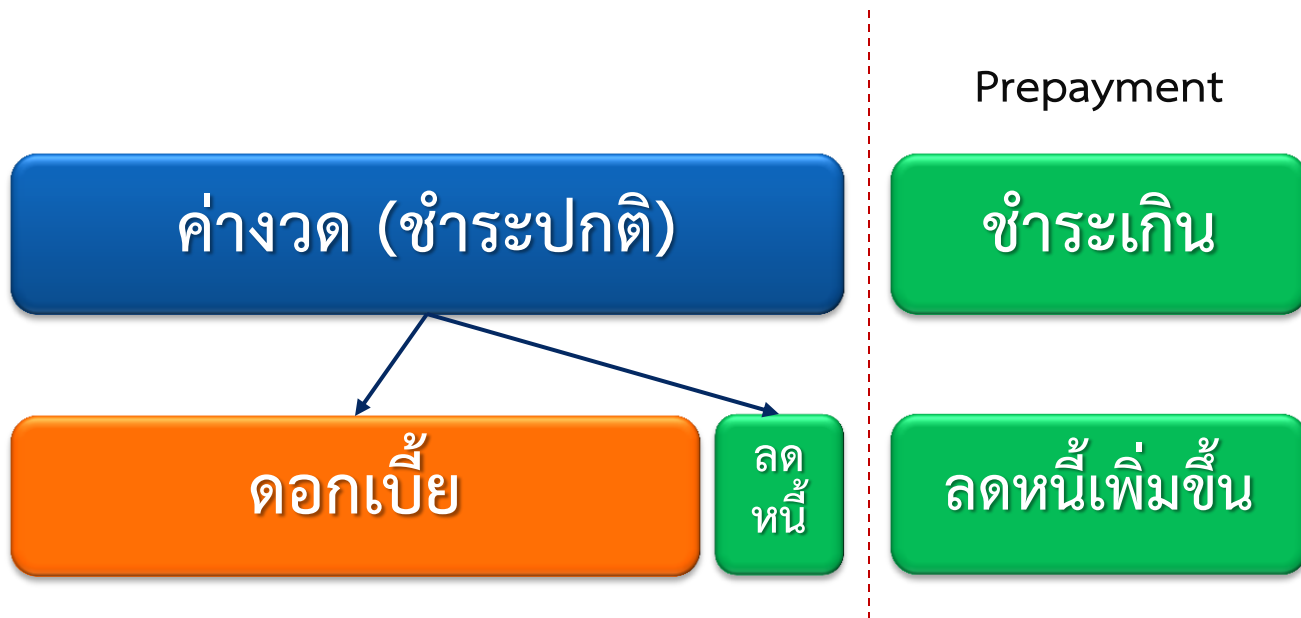 Prepayment
ค่างวด (ชำระปกติ)
ชำระเกิน
ดอกเบี้ย
ลด
หนี้
ลดหนี้เพิ่มขึ้น